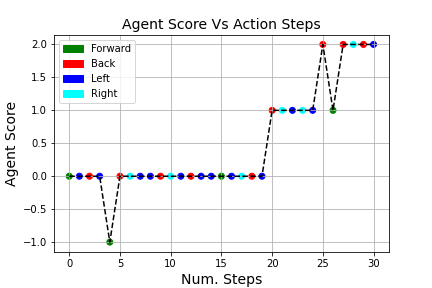 Agent Score Vs Action Steps
2.0
1.5
1.0
0.5
0.0
−0.5
−1.0
Agent Score
Forward
Back
Left
Right
0 5 10 15 20 25 30
Num. Steps